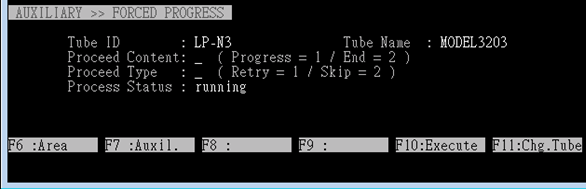 AUXILIARY >> FORCED PROGRESS
Tube ID : LP-N3 Tube Name : MODEL3203
Proceed Content: _ ( Progress = 1 / End = 2 )
Proceed Type : _ ( Retry = 1 / Skip = 2 )
Process Status : running
F6 :Area F7 :Auxil. F8 : F9 : F10:Execute F11:Chg.Tube